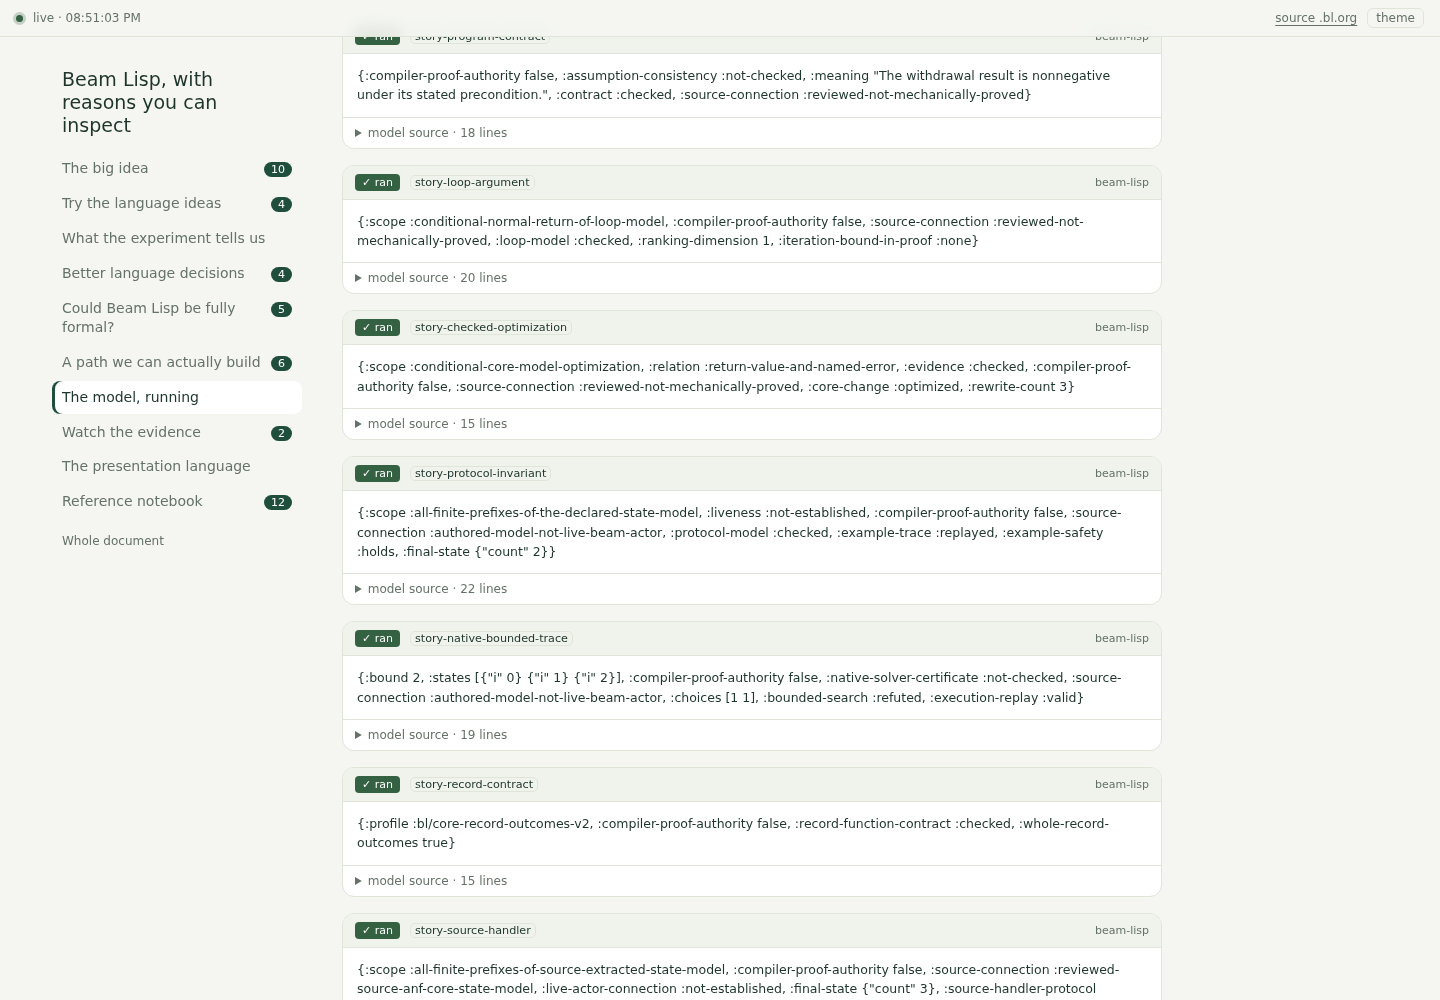 live · 08:51:03 PM
source .bl.org
theme
Beam Lisp, with
reasons you can
inspect
The big idea 10
Try the language ideas 4
What the experiment tells us
Better language decisions 4
Could Beam Lisp be fully
formal? 5
A path we can actually build 6
The model, running
Watch the evidence 2
The presentation language
Reference notebook 12
Whole document
✓ ran story-program-contract beam-lisp
{:compiler-proof-authority false, :assumption-consistency :not-checked, :meaning "The withdrawal result is nonnegative
under its stated precondition.", :contract :checked, :source-connection :reviewed-not-mechanically-proved}
▶ model source · 18 lines
✓ ran story-loop-argument beam-lisp
{:scope :conditional-normal-return-of-loop-model, :compiler-proof-authority false, :source-connection :reviewed-not-
mechanically-proved, :loop-model :checked, :ranking-dimension 1, :iteration-bound-in-proof :none}
▶ model source · 20 lines
✓ ran story-checked-optimization beam-lisp
{:scope :conditional-core-model-optimization, :relation :return-value-and-named-error, :evidence :checked, :compiler-proof-
authority false, :source-connection :reviewed-not-mechanically-proved, :core-change :optimized, :rewrite-count 3}
▶ model source · 15 lines
✓ ran story-protocol-invariant beam-lisp
{:scope :all-finite-prefixes-of-the-declared-state-model, :liveness :not-established, :compiler-proof-authority false, :source-
connection :authored-model-not-live-beam-actor, :protocol-model :checked, :example-trace :replayed, :example-safety
:holds, :final-state {"count" 2}}
▶ model source · 22 lines
✓ ran story-native-bounded-trace beam-lisp
{:bound 2, :states [{"i" 0} {"i" 1} {"i" 2}], :compiler-proof-authority false, :native-solver-certificate :not-checked, :source-
connection :authored-model-not-live-beam-actor, :choices [1 1], :bounded-search :refuted, :execution-replay :valid}
▶ model source · 19 lines
✓ ran story-record-contract beam-lisp
{:profile :bl/core-record-outcomes-v2, :compiler-proof-authority false, :record-function-contract :checked, :whole-record-
outcomes true}
▶ model source · 15 lines
✓ ran story-source-handler beam-lisp
{:scope :all-finite-prefixes-of-source-extracted-state-model, :compiler-proof-authority false, :source-connection :reviewed-
source-anf-core-state-model, :live-actor-connection :not-established, :final-state {"count" 3}, :source-handler-protocol